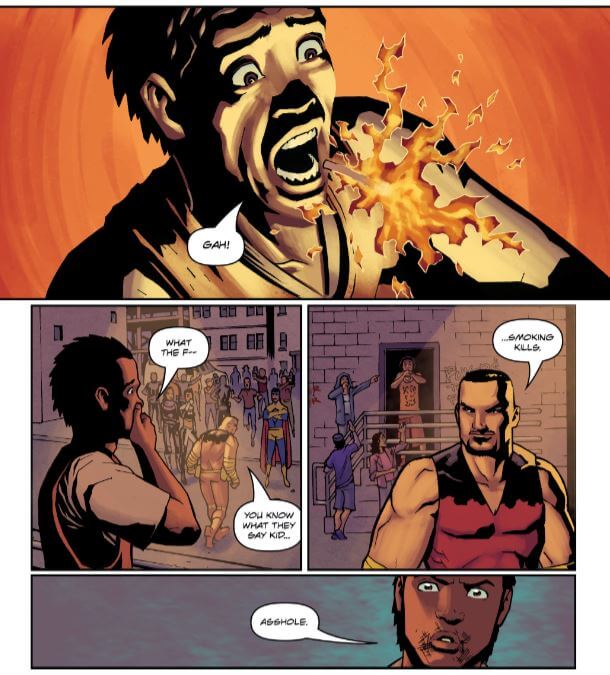 GAH!
WHAT
THE F--
YOU KNOW
WHAT THEY
SAY KID...
...SMOKING
KILLS.
ASSHOLE.